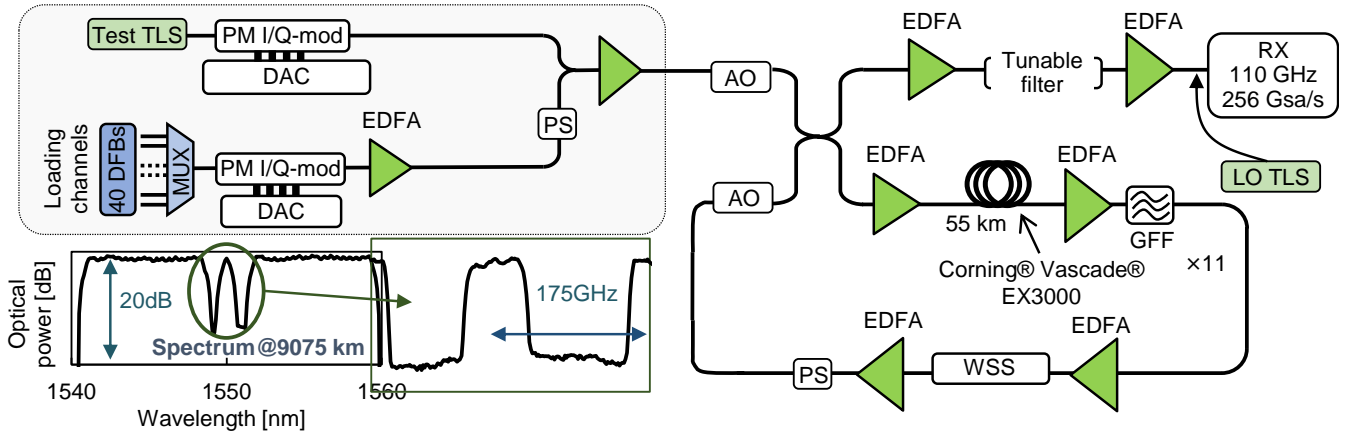 Test TLS
PM I/Q-mod
DAC
Loading
channels
40 DFBs
MUX
PM I/Q-mod
DAC
EDFA
PS
AO
AO
EDFA
Tunable
filter
EDFA
RX
110 GHz
256 Gsa/s
LO TLS
EDFA
55 km
EDFA
GFF
×11
Corning® Vascade®
EX3000
EDFA
WSS
EDFA
PS
Optical
power [dB]
20dB
175GHz
Spectrum@9075 km
1540
1550
1560
Wavelength [nm]